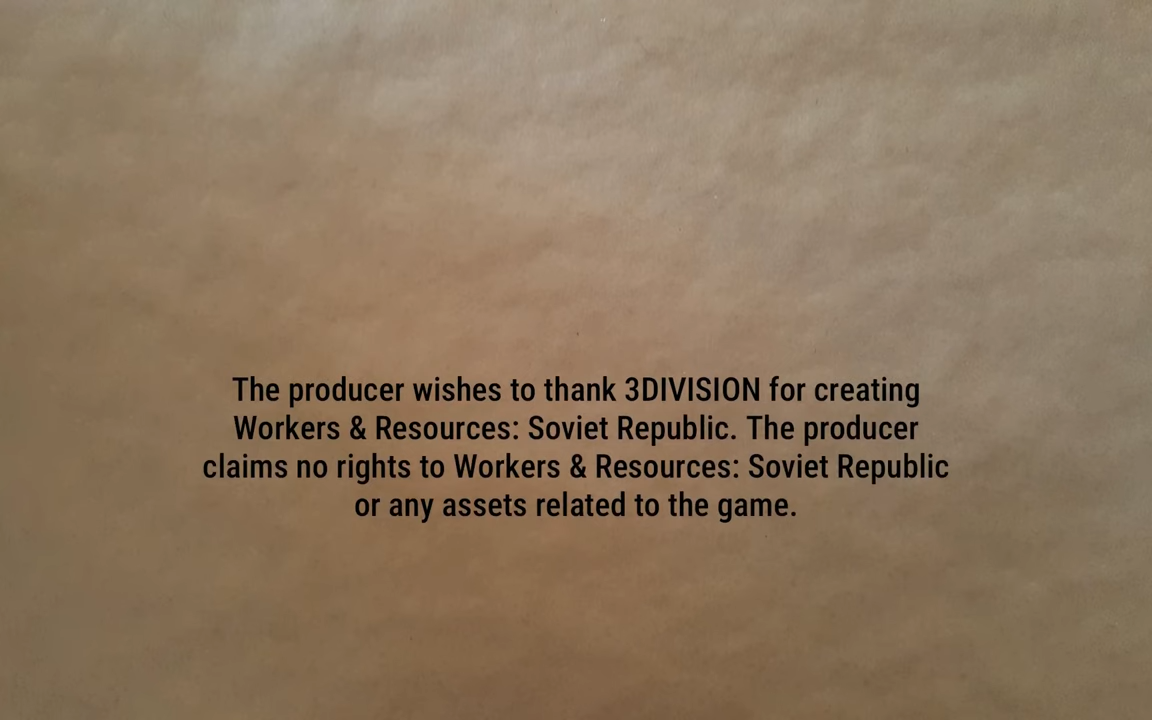 The producer wishes to thank 3DIVISION for creating
Workers & Resources: Soviet Republic. The producer
claims no rights to Workers & Resources: Soviet Republic
or any assets related to the game.